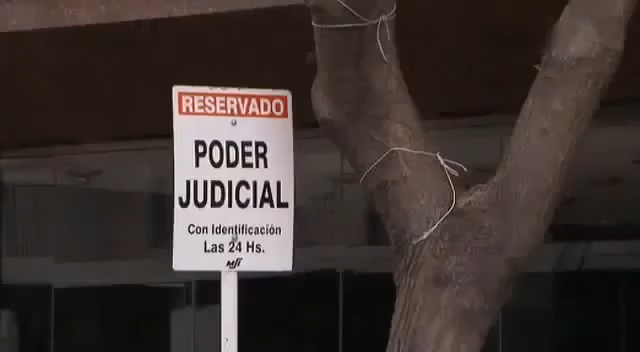 RESERVADO
PODER
JUDICIAL
Con Identificación
Las 24 Hs.